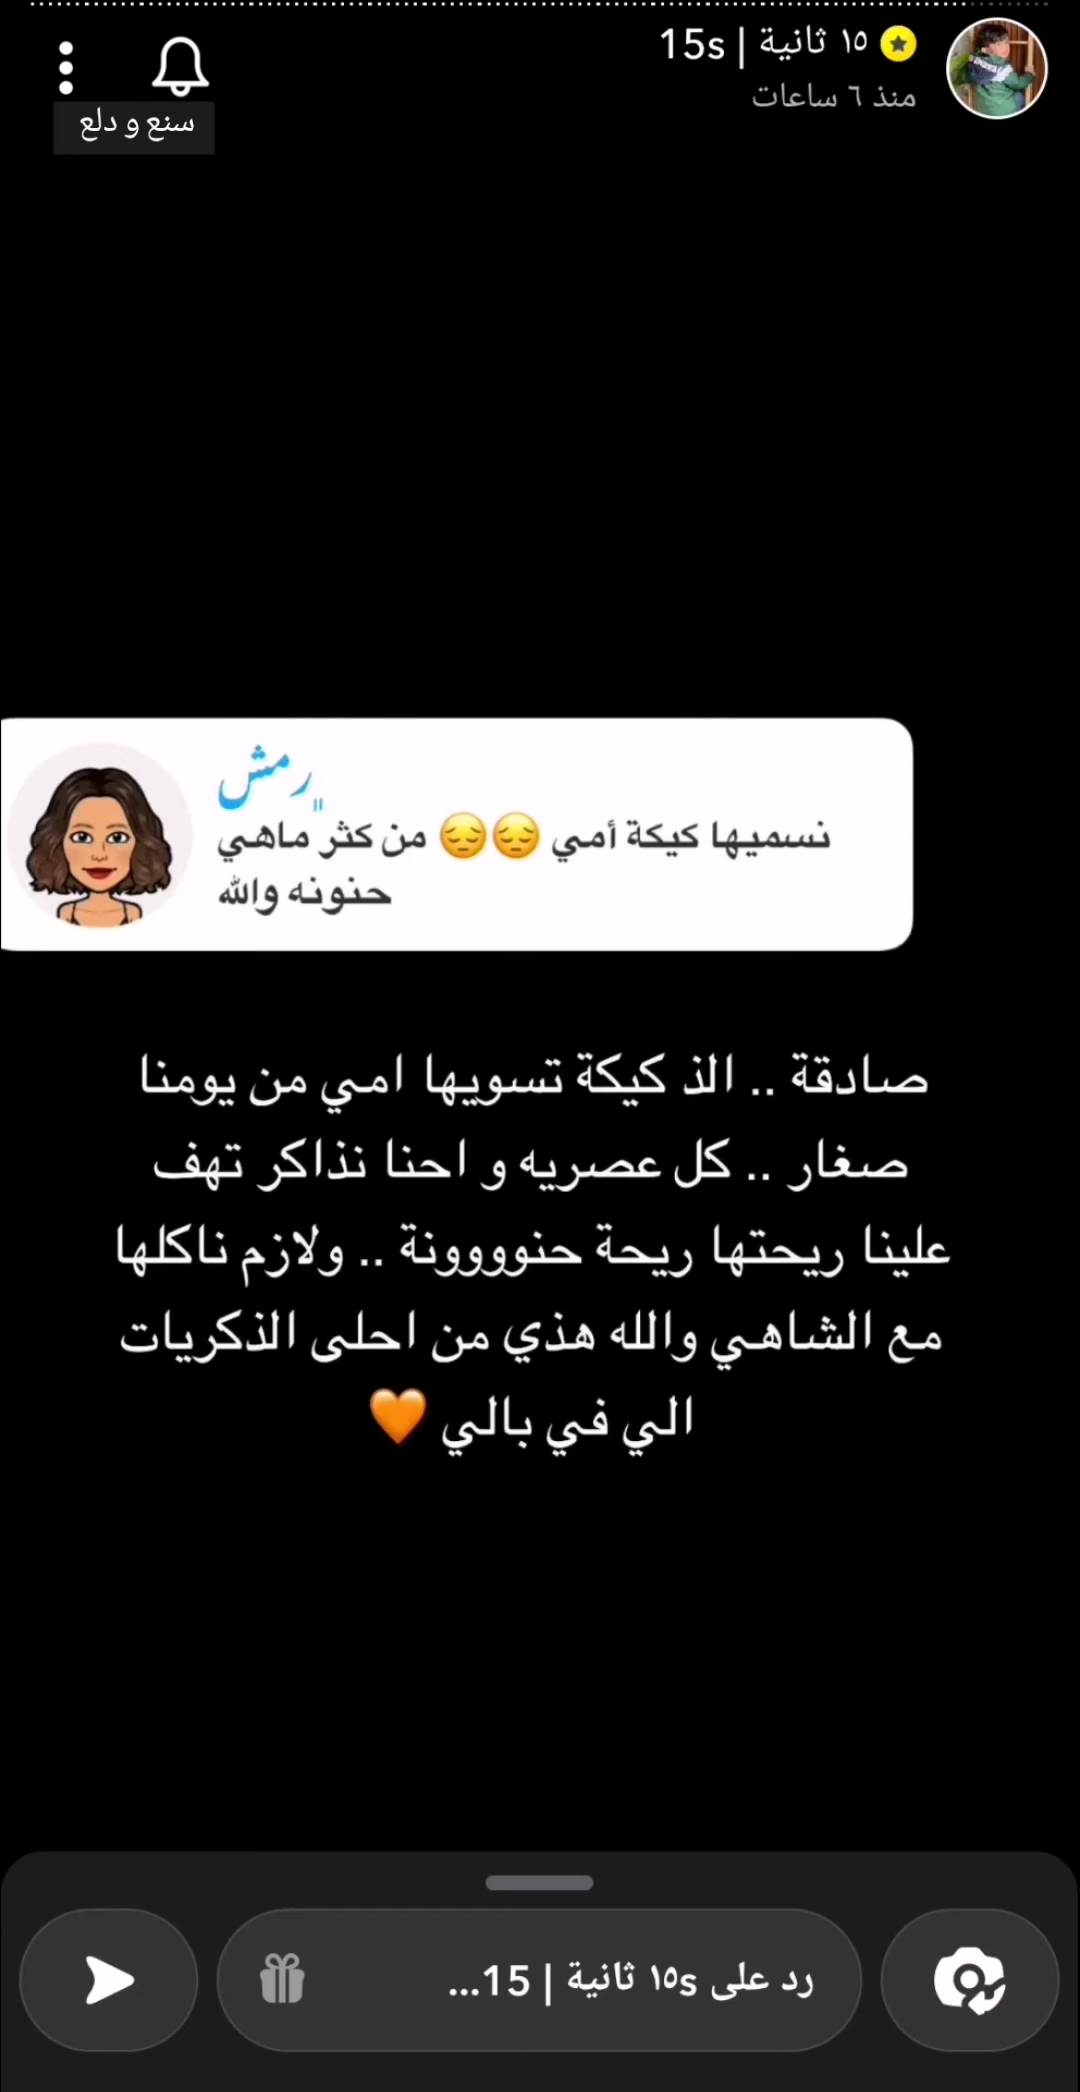 ١٥ ثانية | 15s
منذ ٦ ساعات
سنع و دلع
رمش
نسميها كيكة أمي 😔😔 من كثر ماهي
حنونه والله
صادقة .. الذ كيكة تسويها امي من يومنا
صغار .. كل عصريه و احنا نذاكر تهف
علينا ريحتها ريحة حنوووونة .. ولازم ناكلها
مع الشاهي والله هذي من احلى الذكريات
الي في بالي 🧡
رد على ١٥s ثانية | 15...